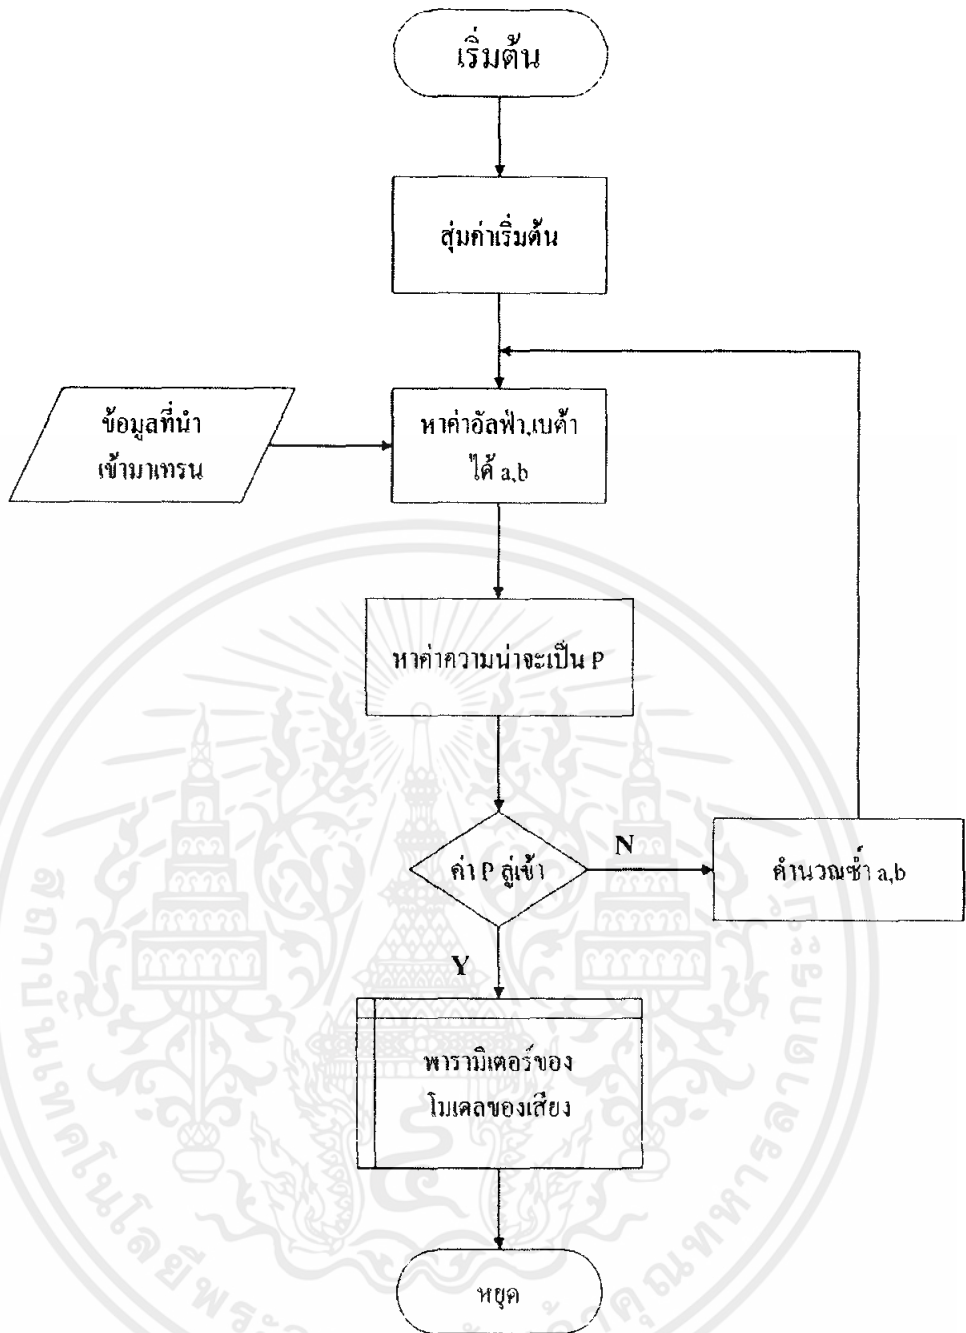 เริ่มต้น
สุ่มค่าเริ่มต้น
ข้อมูลที่นำ
เข้ามาเทรน
หาค่าอัลฟ่า,เบต้า
ได้ a,b
หาค่าความน่าจะเป็น P
ค่า P ลู่เข้า
N
คำนวณซ้ำ a,b
Y
พารามิเตอร์ของ
โมเดลของเสียง
หยุด